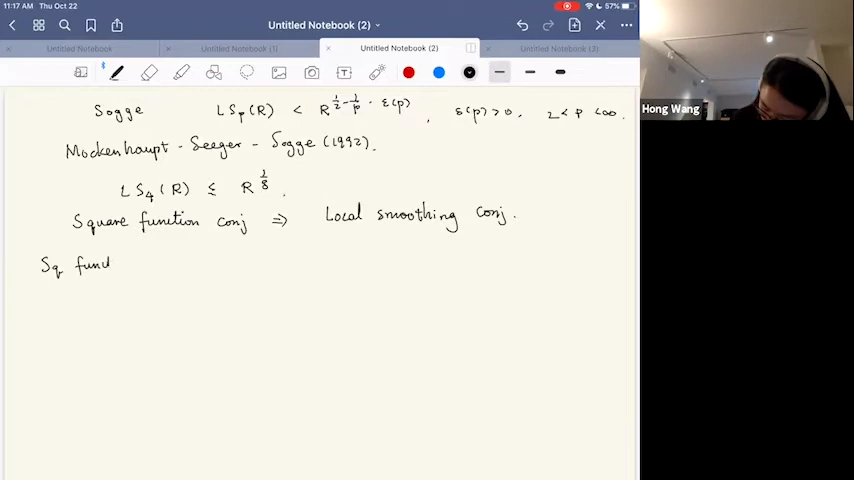 11:17 AM Thu Oct 22
57%
Untitled Notebook (2)
Untitled Notebook
Untitled Notebook (1)
Untitled Notebook (2)
Untitled Notebook (3)
Sogge LS_p(R) < R^{1/2 - 1/p - ε(p)}, ε(p) > 0, 2 < p < ∞.
Mockenhaupt - Seeger - Sogge (1992).
LS_4(R) ≤ R^{1/8}.
Square function conj ⇒ Local smoothing conj.
Sq func
Hong Wang